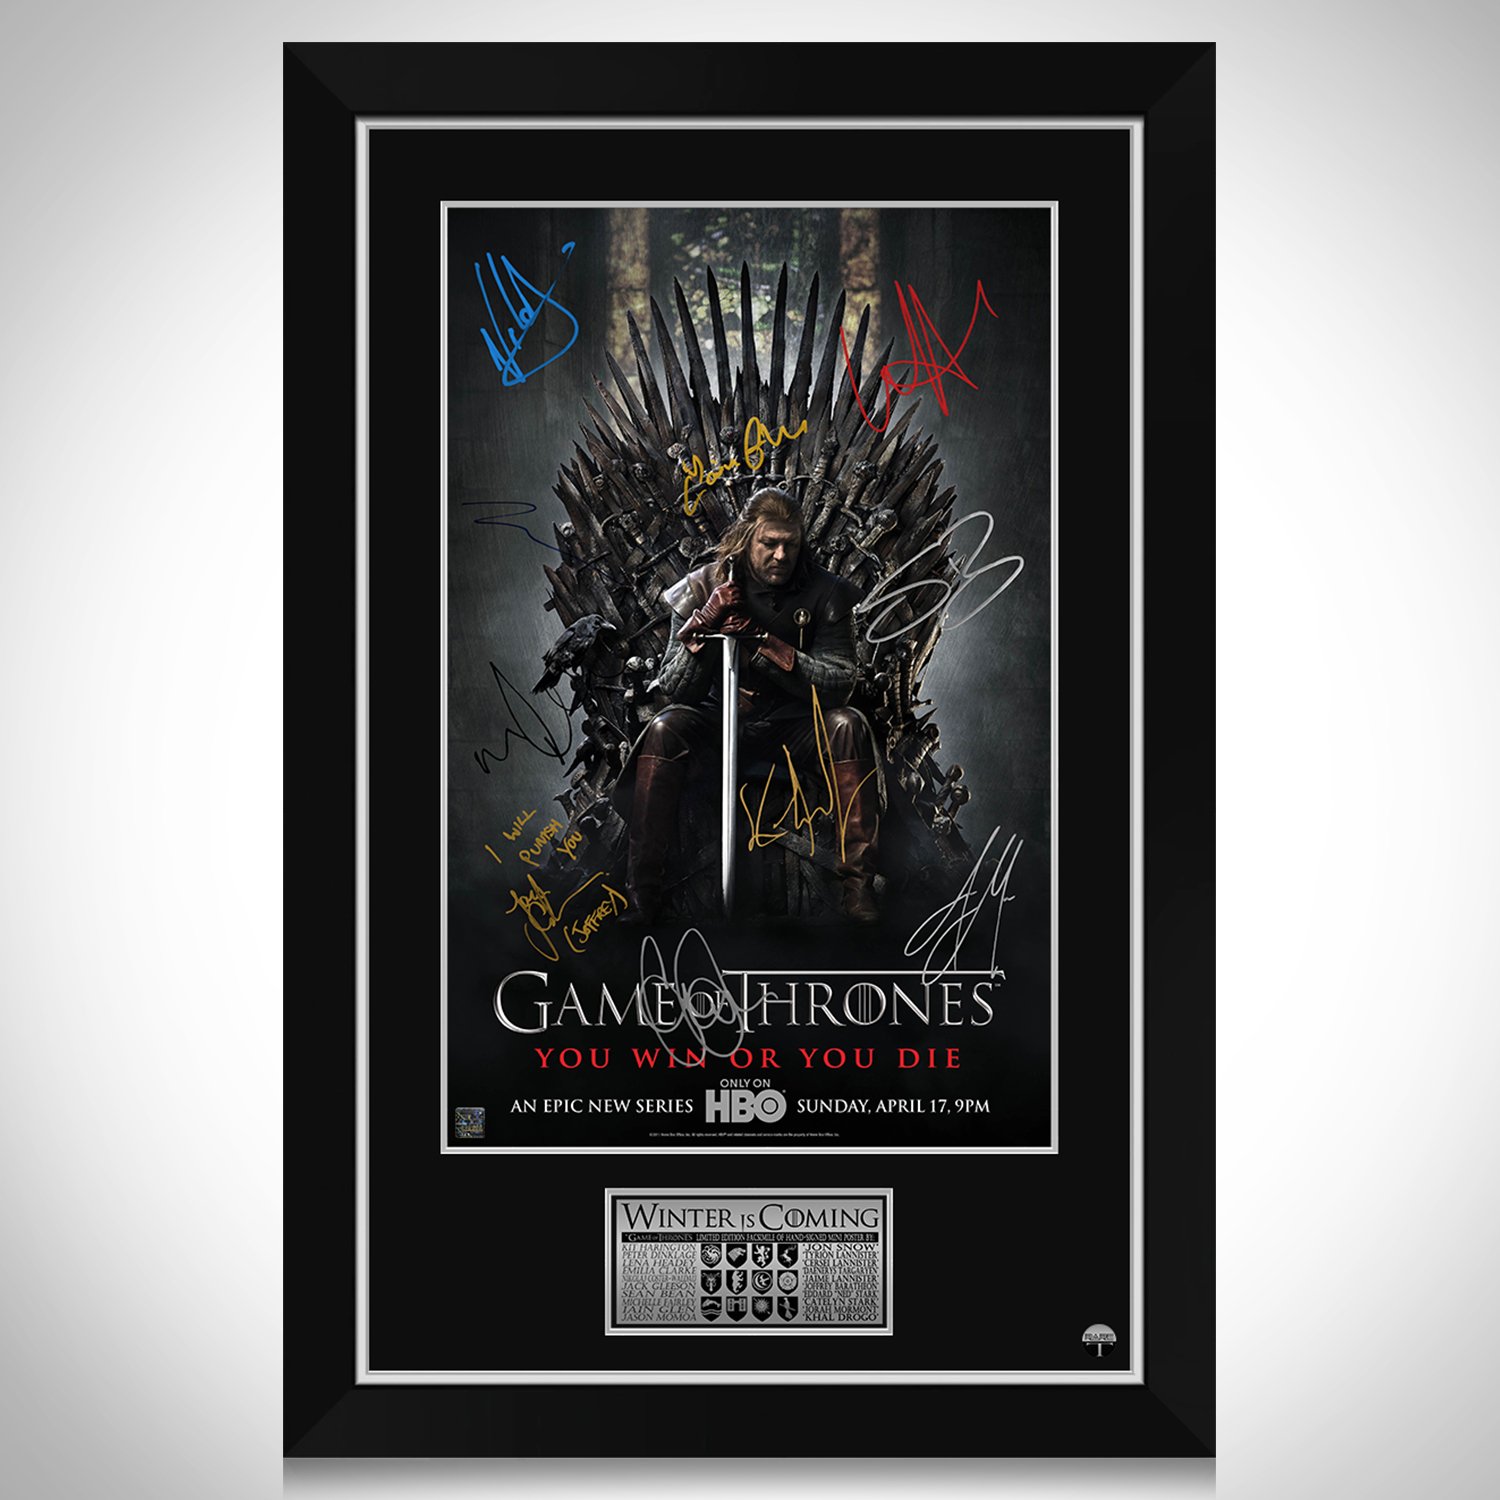 I WILL
PUNISH
YOU
(JOFFREY)
GAME OF THRONES™
YOU WIN OR YOU DIE
ONLY ON
AN EPIC NEW SERIES HBO® SUNDAY, APRIL 17, 9PM
WINTER IS COMING
"GAME OF THRONES" LIMITED EDITION FACSIMILE OF HAND-SIGNED MINI POSTER BY:
KIT HARINGTON 'JON SNOW'
PETER DINKLAGE 'TYRION LANNISTER'
LENA HEADEY 'CERSEI LANNISTER'
EMILIA CLARKE 'DAENERYS TARGARYEN'
NIKOLAJ COSTER-WALDAU 'JAIME LANNISTER'
JACK GLEESON 'JOFFREY BARATHEON'
SEAN BEAN 'EDDARD "NED" STARK'
MICHELLE FAIRLEY 'CATELYN STARK'
IAIN GLEN 'JORAH MORMONT'
JASON MOMOA 'KHAL DROGO'
RARE
T